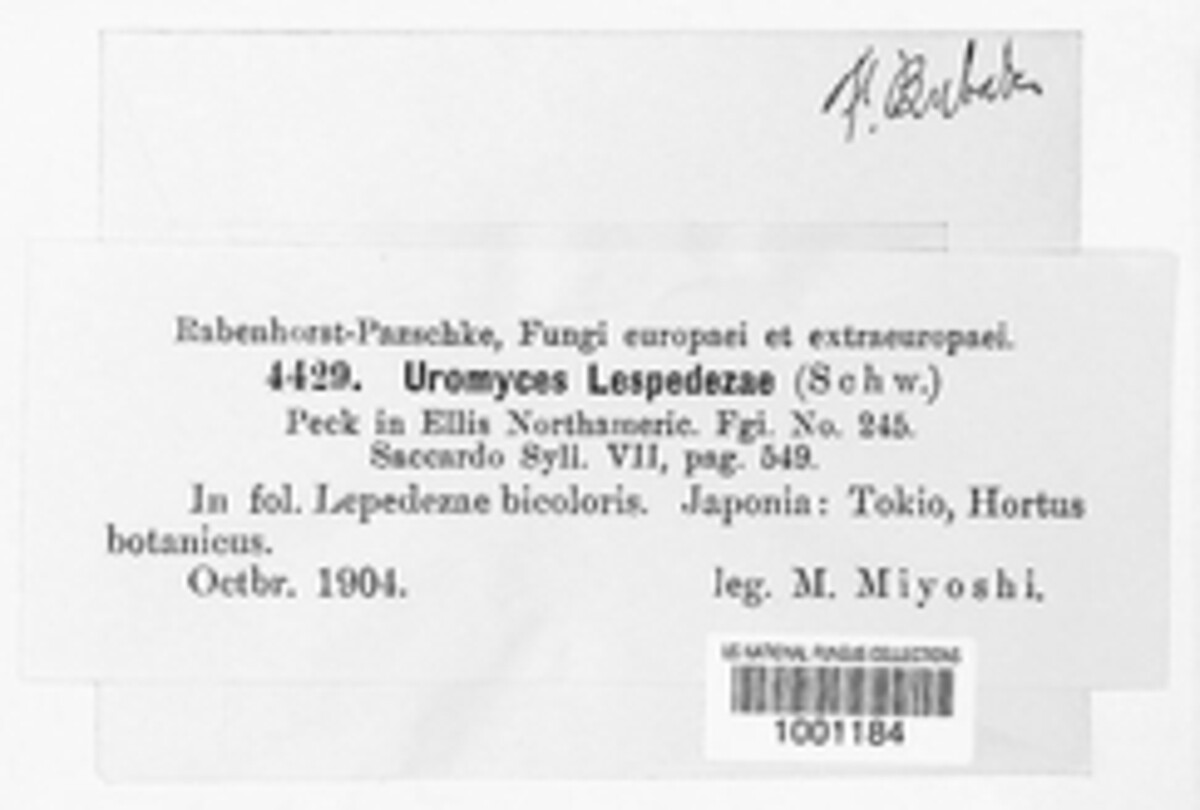 Rabenhorst-Pazschke, Fungi europaei et extraeuropaei.
4429. Uromyces Lespedezae (Schw.)
Peck in Ellis Northameric. Fgi. No. 245.
Saccardo Syll. VII, pag. 549.
In fol. Lepedezae bicoloris. Japonia: Tokio, Hortus
botanicus.
Octbr. 1904. leg. M. Miyoshi.
US NATIONAL FUNGUS COLLECTIONS
1001184